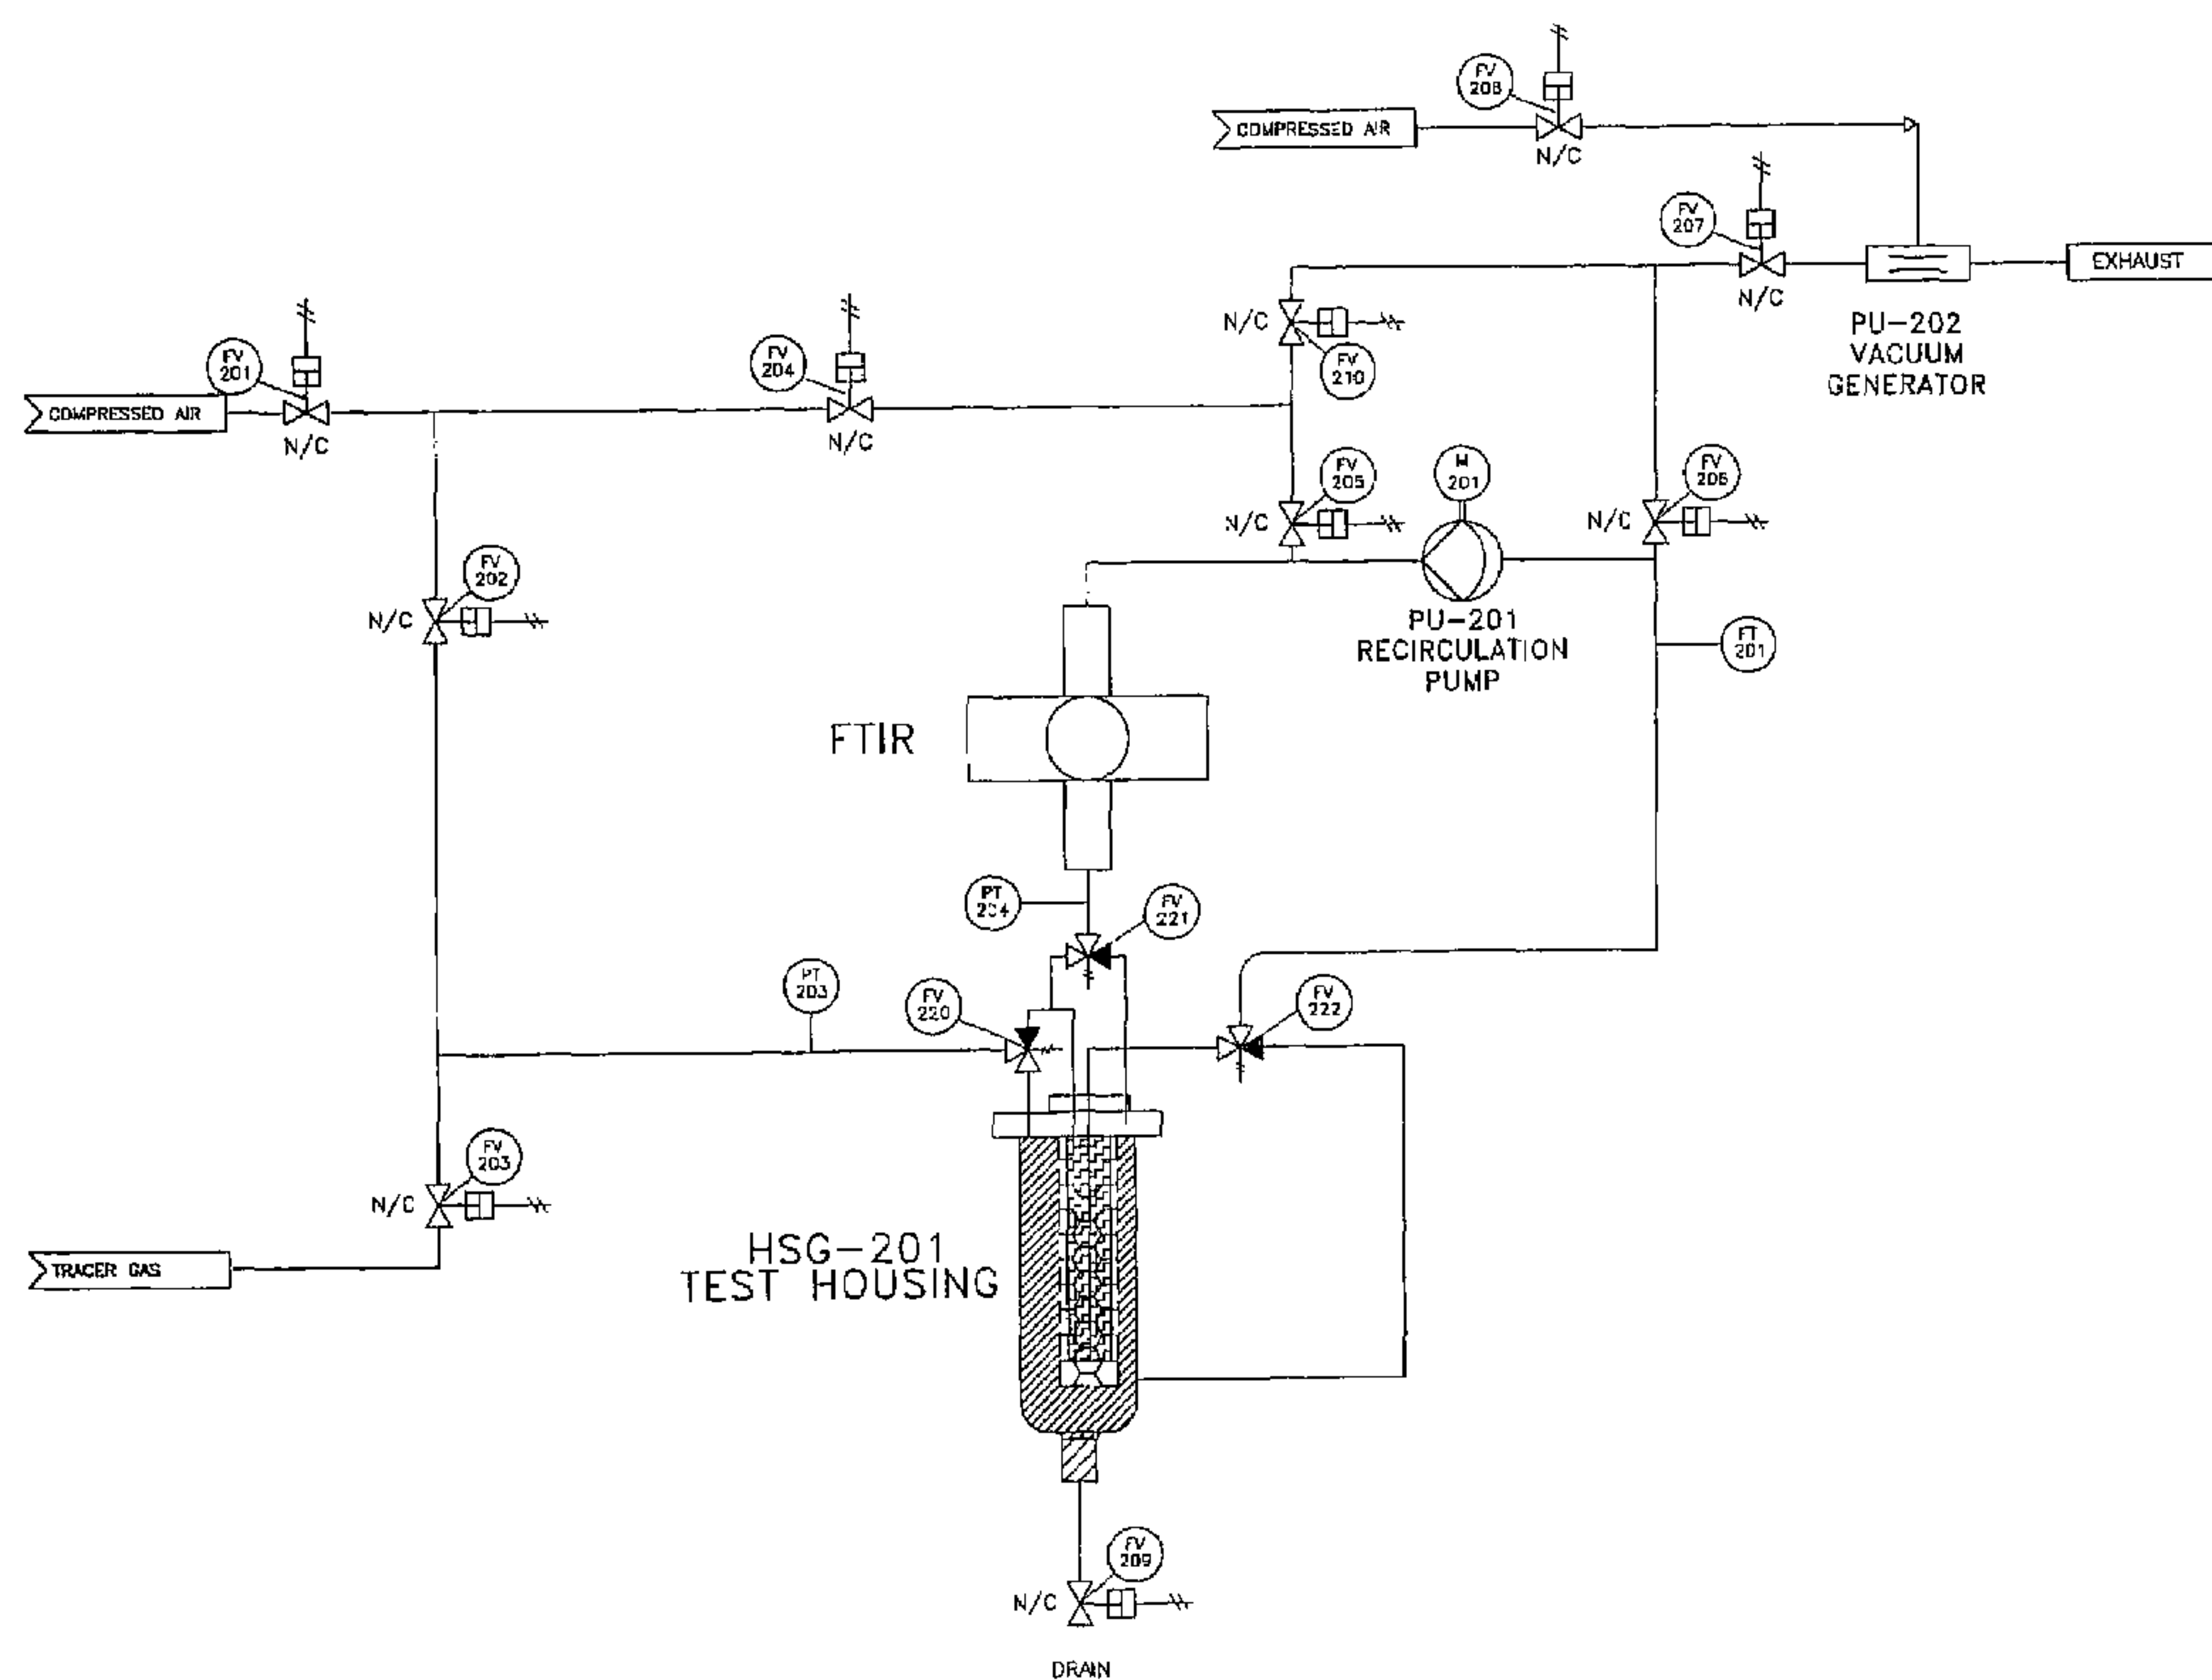 FV
208
COMPRESSED AIR
N/C
FV
207
N/C
EXHAUST
PU-202
VACUUM
GENERATOR
N/C
FV
210
FV
201
COMPRESSED AIR
N/C
FV
204
N/C
FV
205
N/C
M
201
PU-201
RECIRCULATION
PUMP
FV
206
N/C
FT
201
FV
202
N/C
FTIR
PT
204
FV
221
PT
203
FV
220
FV
222
FV
203
N/C
TRACER GAS
HSG-201
TEST HOUSING
FV
209
N/C
DRAIN